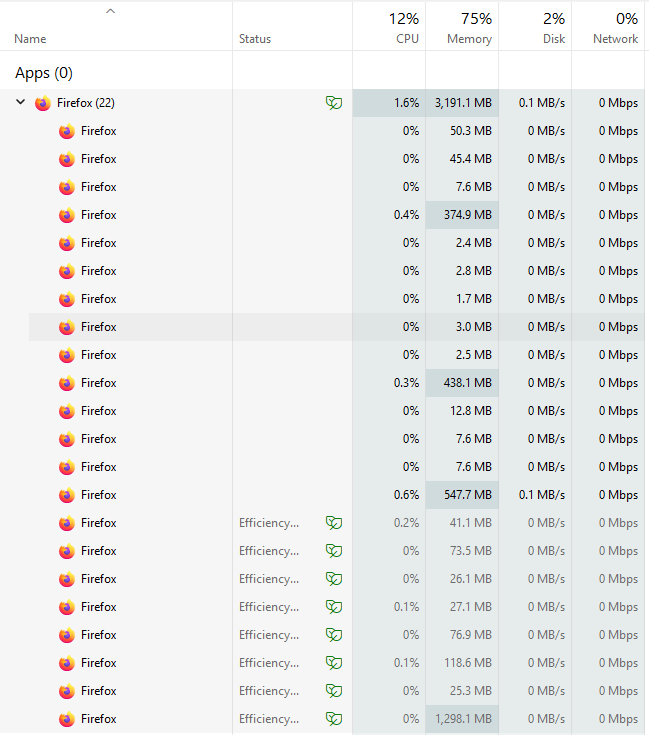 12% 75% 2% 0%
Name Status CPU Memory Disk Network
Apps (0)
Firefox (22) 1.6% 3,191.1 MB 0.1 MB/s 0 Mbps
Firefox 0% 50.3 MB 0 MB/s 0 Mbps
Firefox 0% 45.4 MB 0 MB/s 0 Mbps
Firefox 0% 7.6 MB 0 MB/s 0 Mbps
Firefox 0.4% 374.9 MB 0 MB/s 0 Mbps
Firefox 0% 2.4 MB 0 MB/s 0 Mbps
Firefox 0% 2.8 MB 0 MB/s 0 Mbps
Firefox 0% 1.7 MB 0 MB/s 0 Mbps
Firefox 0% 3.0 MB 0 MB/s 0 Mbps
Firefox 0% 2.5 MB 0 MB/s 0 Mbps
Firefox 0.3% 438.1 MB 0 MB/s 0 Mbps
Firefox 0% 12.8 MB 0 MB/s 0 Mbps
Firefox 0% 7.6 MB 0 MB/s 0 Mbps
Firefox 0% 7.6 MB 0 MB/s 0 Mbps
Firefox 0.6% 547.7 MB 0.1 MB/s 0 Mbps
Firefox Efficiency... 0.2% 41.1 MB 0 MB/s 0 Mbps
Firefox Efficiency... 0% 73.5 MB 0 MB/s 0 Mbps
Firefox Efficiency... 0% 26.1 MB 0 MB/s 0 Mbps
Firefox Efficiency... 0.1% 27.1 MB 0 MB/s 0 Mbps
Firefox Efficiency... 0% 76.9 MB 0 MB/s 0 Mbps
Firefox Efficiency... 0.1% 118.6 MB 0 MB/s 0 Mbps
Firefox Efficiency... 0% 25.3 MB 0 MB/s 0 Mbps
Firefox Efficiency... 0% 1,298.1 MB 0 MB/s 0 Mbps